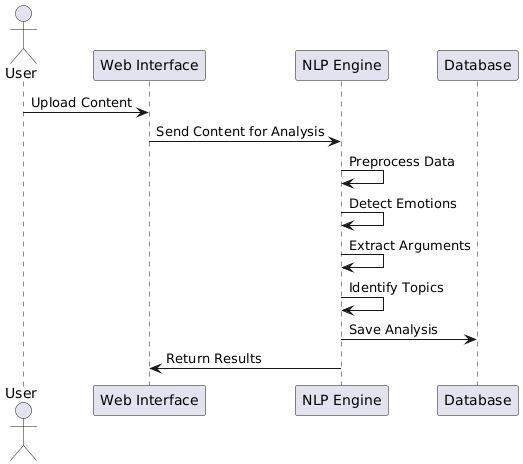 User
Web Interface
NLP Engine
Database
Upload Content
Send Content for Analysis
Preprocess Data
Detect Emotions
Extract Arguments
Identify Topics
Save Analysis
Return Results
User
Web Interface
NLP Engine
Database